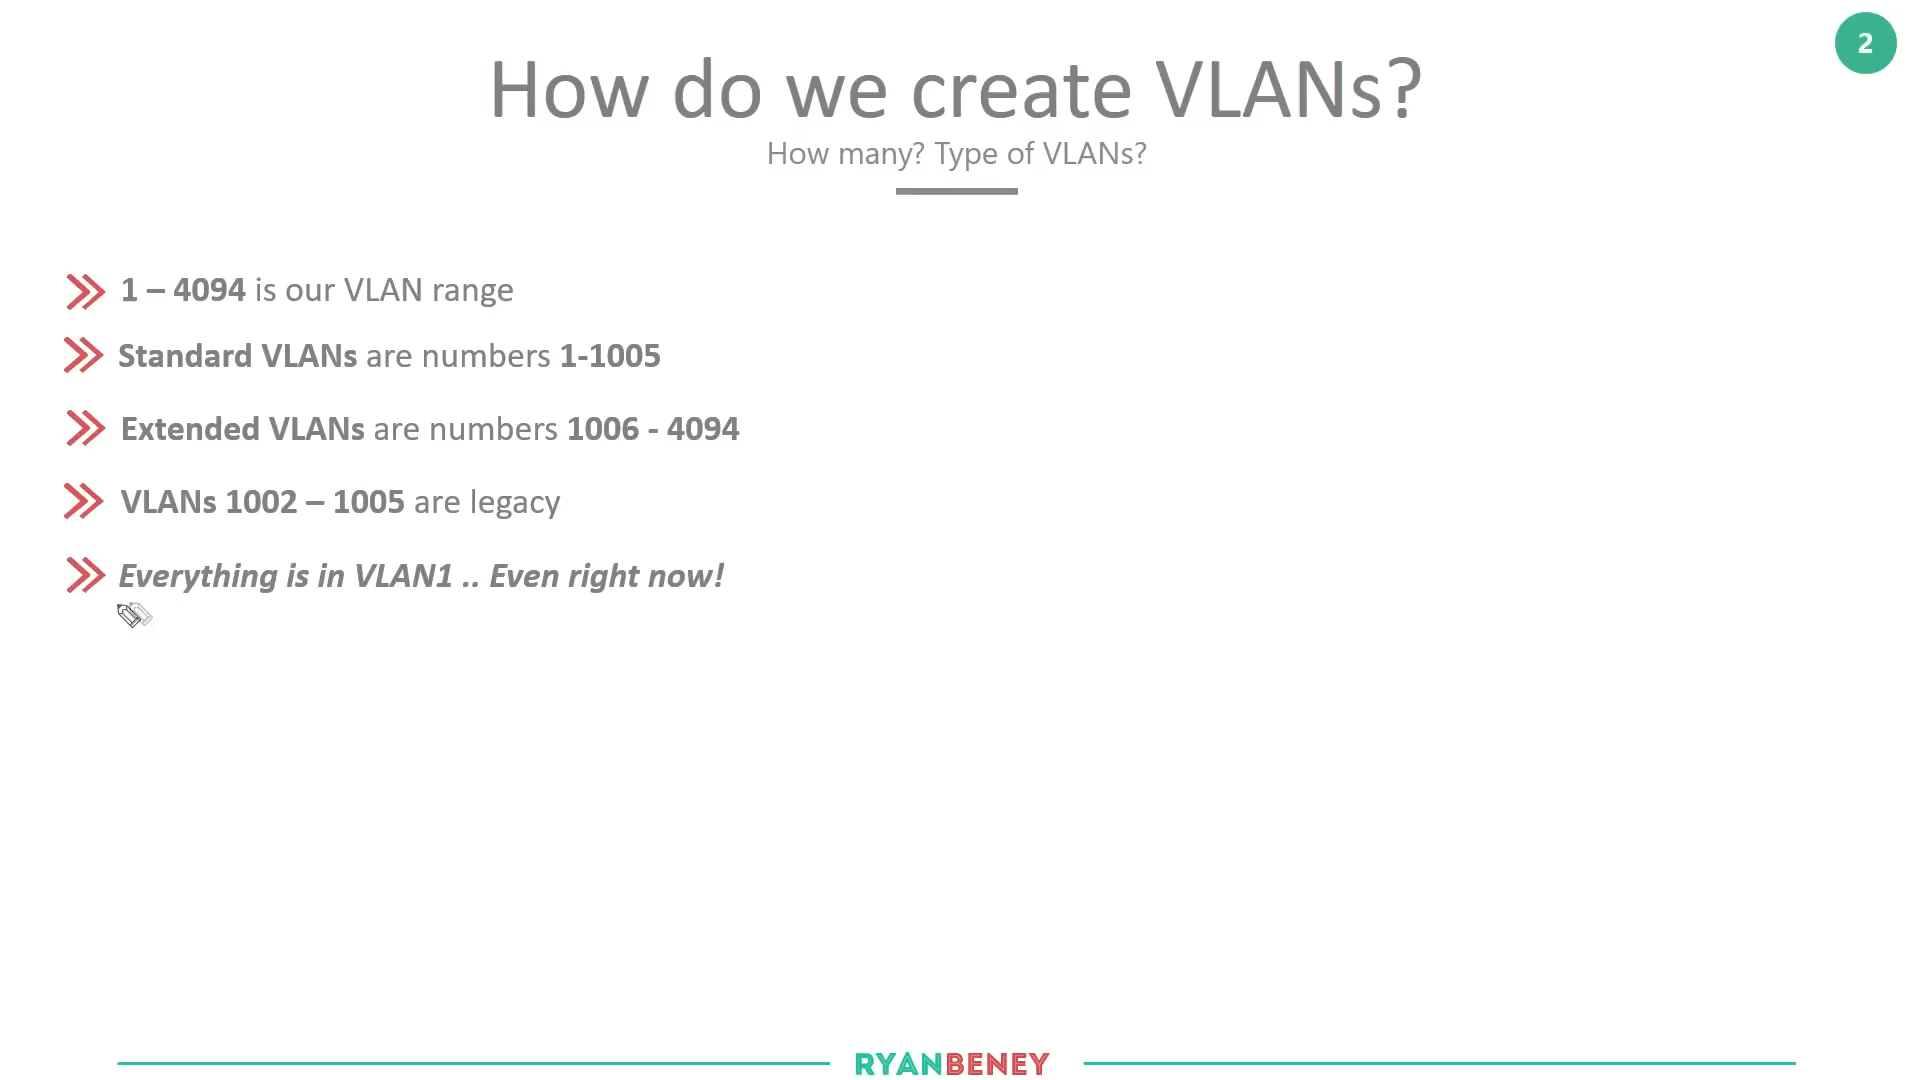 2
How do we create VLANs?
How many? Type of VLANs?
1 – 4094 is our VLAN range
Standard VLANs are numbers 1-1005
Extended VLANs are numbers 1006 - 4094
VLANs 1002 – 1005 are legacy
Everything is in VLAN1 .. Even right now!
RYANBENEY